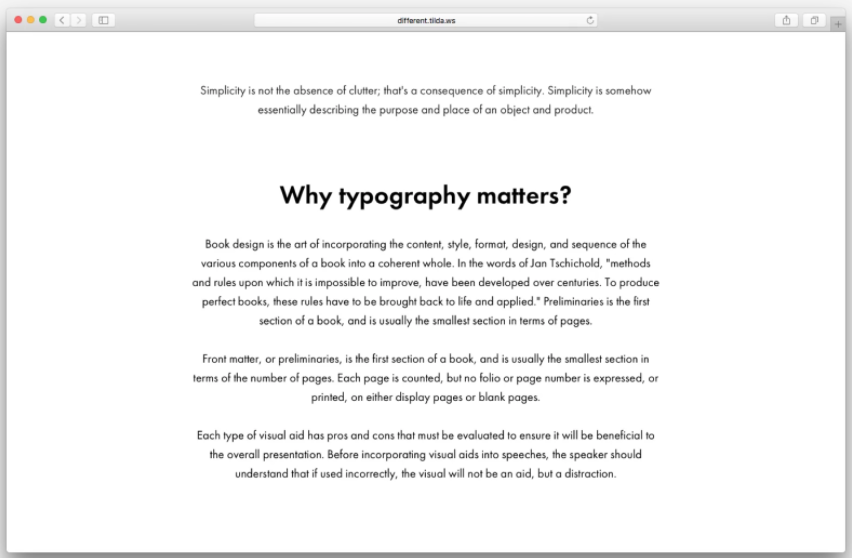 different.tilda.ws
Simplicity is not the absence of clutter; that's a consequence of simplicity. Simplicity is somehow
essentially describing the purpose and place of an object and product.
Why typography matters?
Book design is the art of incorporating the content, style, format, design, and sequence of the
various components of a book into a coherent whole. In the words of Jan Tschichold, "methods
and rules upon which it is impossible to improve, have been developed over centuries. To produce
perfect books, these rules have to be brought back to life and applied." Preliminaries is the first
section of a book, and is usually the smallest section in terms of pages.
Front matter, or preliminaries, is the first section of a book, and is usually the smallest section in
terms of the number of pages. Each page is counted, but no folio or page number is expressed, or
printed, on either display pages or blank pages.
Each type of visual aid has pros and cons that must be evaluated to ensure it will be beneficial to
the overall presentation. Before incorporating visual aids into speeches, the speaker should
understand that if used incorrectly, the visual will not be an aid, but a distraction.